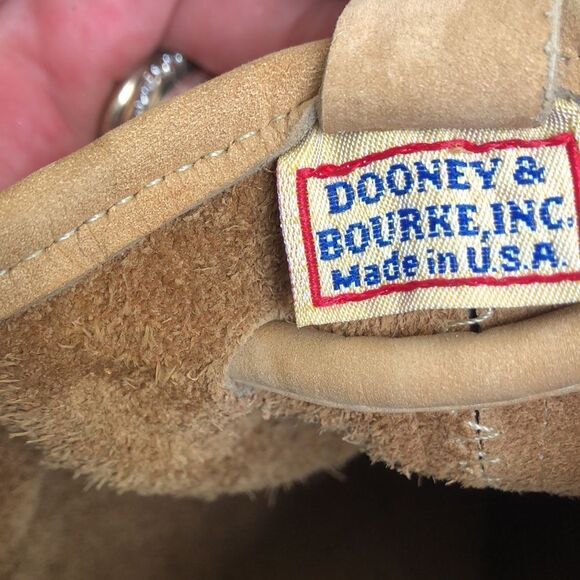 DOONEY &
BOURKE, INC.
Made in U.S.A.